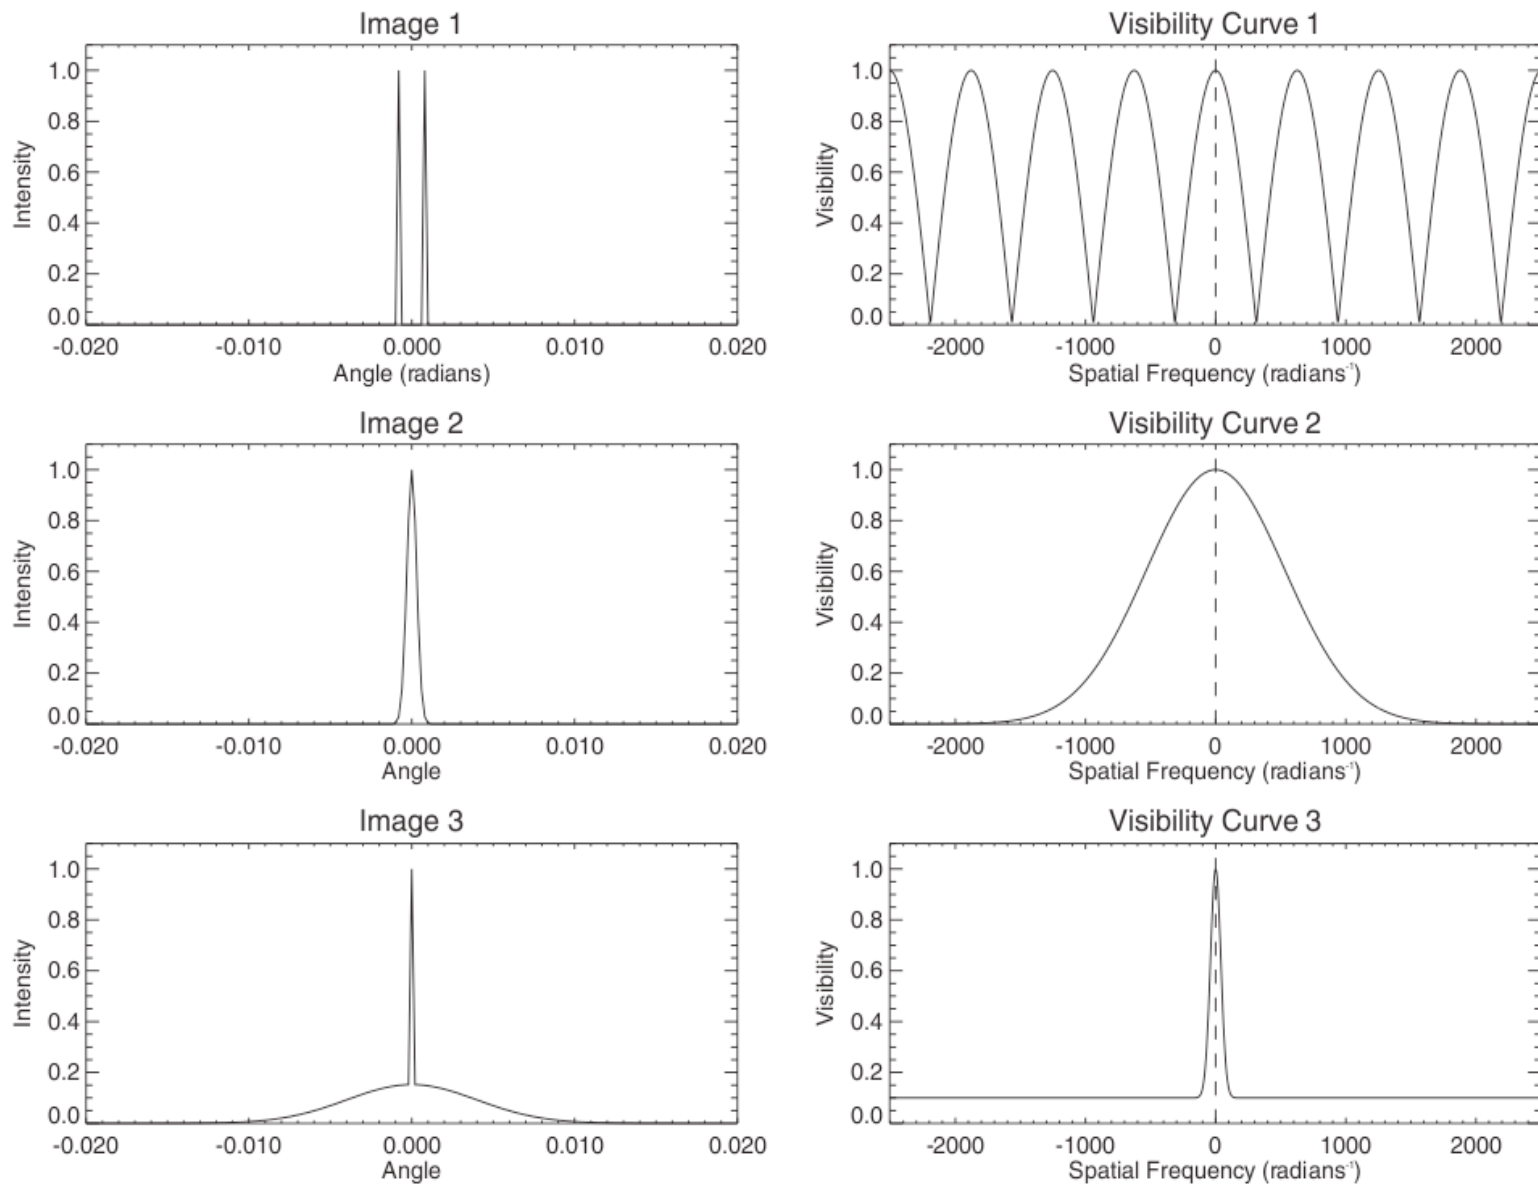 Image 1
Intensity
1.0
0.8
0.6
0.4
0.2
0.0
-0.020 -0.010 0.000 0.010 0.020
Angle (radians)
Visibility Curve 1
Visibility
1.0
0.8
0.6
0.4
0.2
0.0
-2000 -1000 0 1000 2000
Spatial Frequency (radians⁻¹)
Image 2
Intensity
1.0
0.8
0.6
0.4
0.2
0.0
-0.020 -0.010 0.000 0.010 0.020
Angle
Visibility Curve 2
Visibility
1.0
0.8
0.6
0.4
0.2
0.0
-2000 -1000 0 1000 2000
Spatial Frequency (radians⁻¹)
Image 3
Intensity
1.0
0.8
0.6
0.4
0.2
0.0
-0.020 -0.010 0.000 0.010 0.020
Angle
Visibility Curve 3
Visibility
1.0
0.8
0.6
0.4
0.2
0.0
-2000 -1000 0 1000 2000
Spatial Frequency (radians⁻¹)